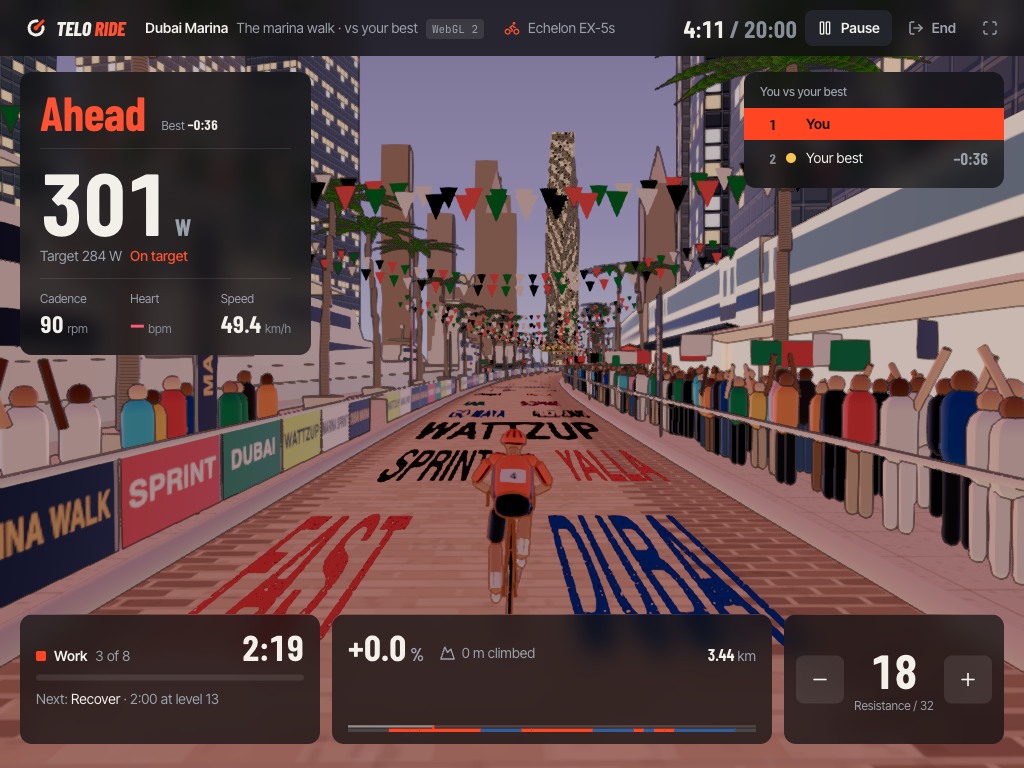 TELO RIDE
Dubai Marina The marina walk · vs your best WebGL 2 Echelon EX-5s
4:11 / 20:00 Pause End
Ahead Best −0:36
301 W
Target 284 W On target
Cadence Heart Speed
90 rpm — bpm 49.4 km/h
You vs your best
1 You
2 Your best −0:36
MA
INA WALK SPRINT DUBAI WATTZUP
WATTZUP
SPRINT YALLA
4
FAST DUBAI
Work 3 of 8 2:19
Next: Recover · 2:00 at level 13
+0.0 % 0 m climbed 3.44 km
− 18 +
Resistance / 32